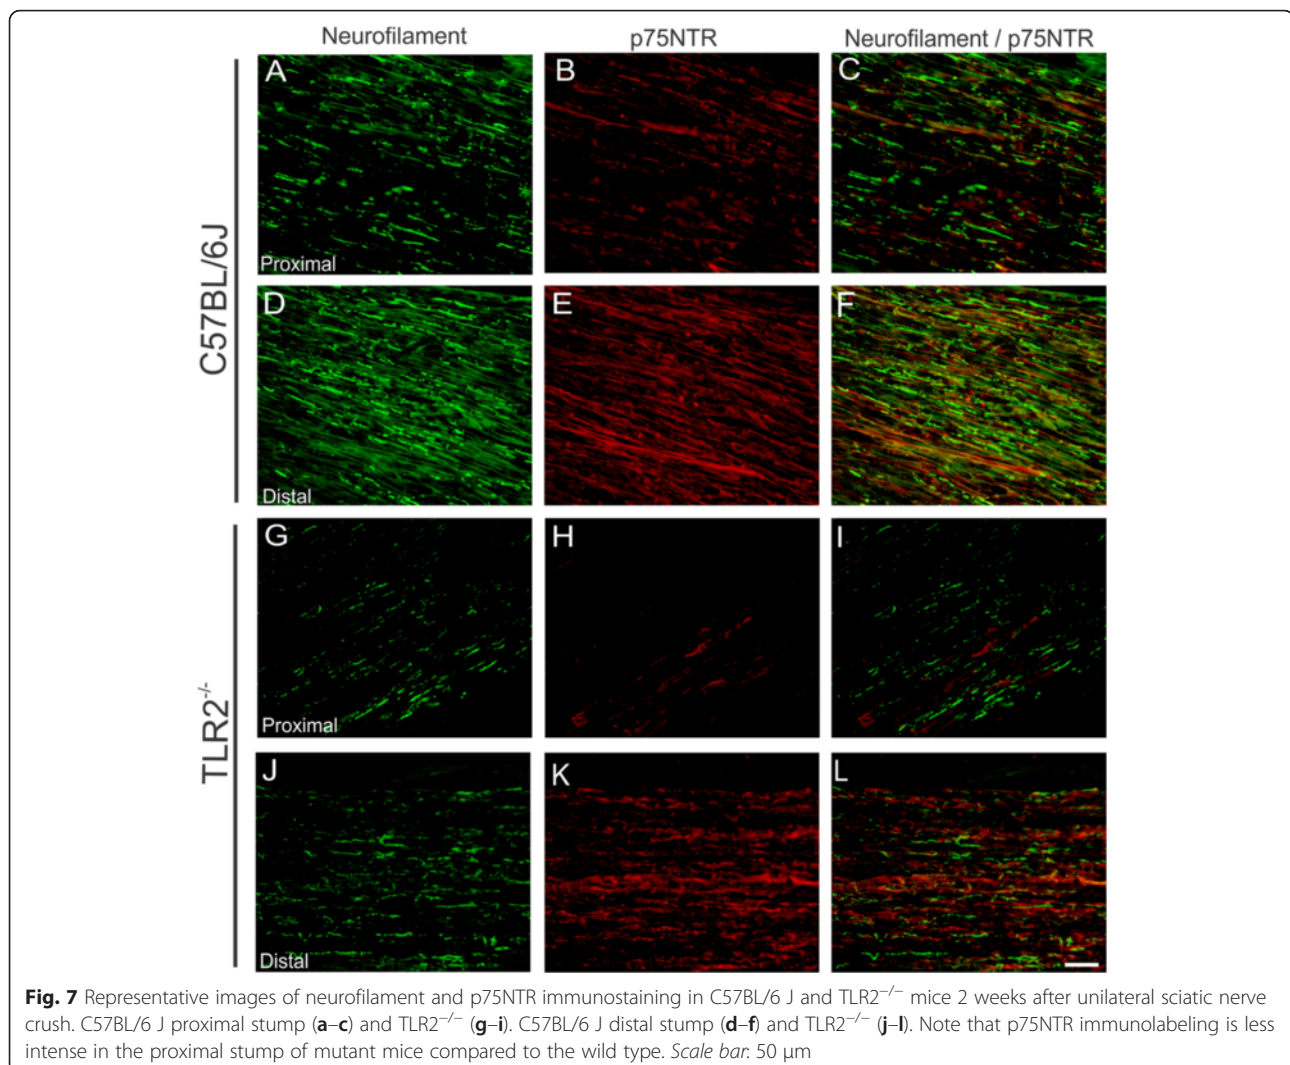 Neurofilament
p75NTR
Neurofilament / p75NTR
C57BL/6J
A
B
C
Proximal
D
E
F
Distal
TLR2-/-
G
H
I
Proximal
J
K
L
Distal
Fig. 7 Representative images of neurofilament and p75NTR immunostaining in C57BL/6 J and TLR2−/− mice 2 weeks after unilateral sciatic nerve
crush. C57BL/6 J proximal stump (a–c) and TLR2−/− (g–i). C57BL/6 J distal stump (d–f) and TLR2−/− (j–l). Note that p75NTR immunolabeling is less
intense in the proximal stump of mutant mice compared to the wild type. Scale bar: 50 μm